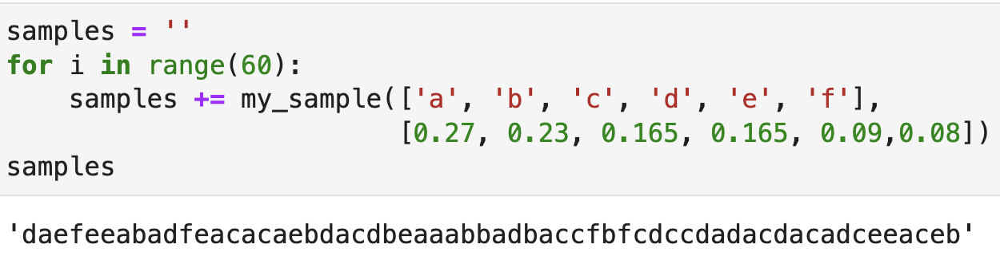 samples = ''
for i in range(60):
    samples += my_sample(['a', 'b', 'c', 'd', 'e', 'f'],
                         [0.27, 0.23, 0.165, 0.165, 0.09,0.08])
samples
'daefeeabadfeacacaebdacdbeaaabbadbaccfbfcdccdadacdacadceeaceb'